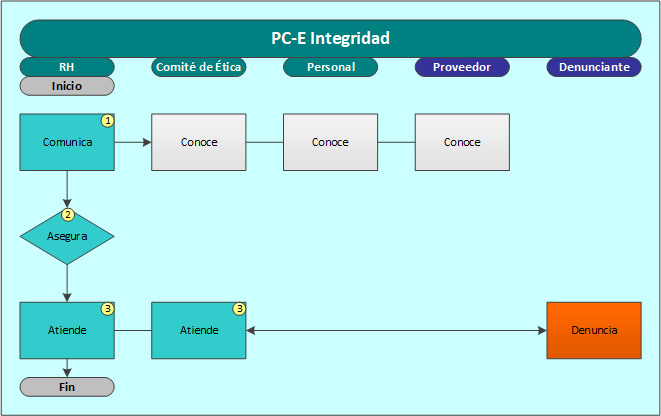 PC-E Integridad
RH Comité de Ética Personal Proveedor Denunciante
Inicio
1
Comunica Conoce Conoce Conoce
2
Asegura
3 3
Atiende Atiende Denuncia
Fin